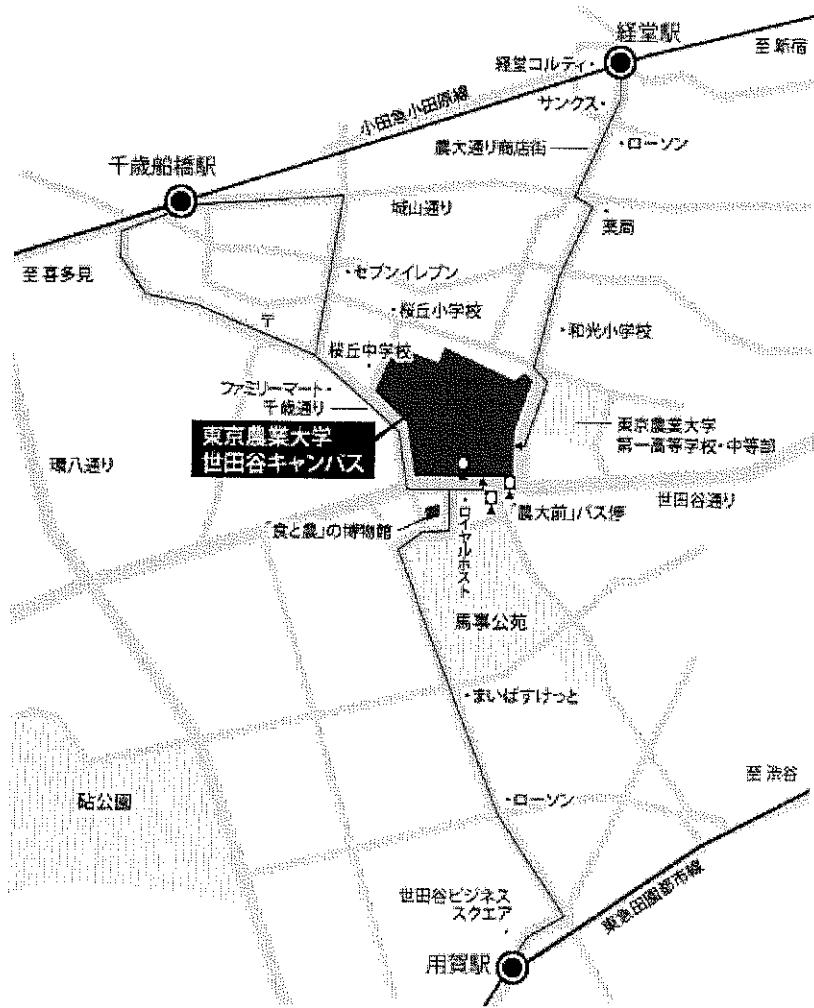 経堂駅
至 新宿
経堂コルティ
サンクス
小田急小田原線
農大通り商店街
ローソン
千歳船橋駅
城山通り
薬局
至 喜多見
セブンイレブン
〒
桜丘小学校
和光小学校
桜丘中学校
ファミリーマート
千歳通り
東京農業大学
世田谷キャンパス
東京農業大学
第一高等学校・中等部
環八通り
世田谷通り
「農大前」バス停
「食と農」の博物館
ロイヤルホスト
馬事公苑
まいばすけっと
至 渋谷
砧公園
ローソン
世田谷ビジネス
スクエア
東急田園都市線
用賀駅